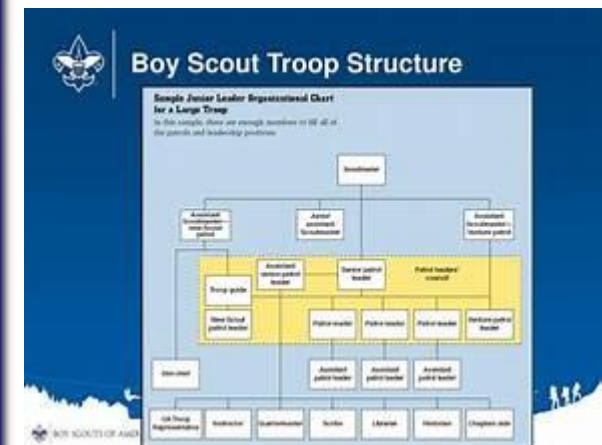 Boy Scout Troop Structure
Sample Junior Leader Organizational Chart
for a Large Troop
In this sample, there are enough members to fill all of
the patrols and leadership positions.
Scoutmaster
Assistant
Scoutmaster–
new-Scout
patrol
Junior
assistant
Scoutmaster
Assistant
Scoutmaster–
Venture patrol
Assistant
senior patrol
leader
Senior patrol
leader
Patrol leaders'
council
Troop guide
New-Scout
patrol leader
Patrol leader
Patrol leader
Patrol leader
Venture patrol
leader
Den chief
Assistant
patrol leader
Assistant
patrol leader
Assistant
patrol leader
OA Troop
Representative
Instructor
Quartermaster
Scribe
Librarian
Historian
Chaplain aide
BOY SCOUTS OF AMER